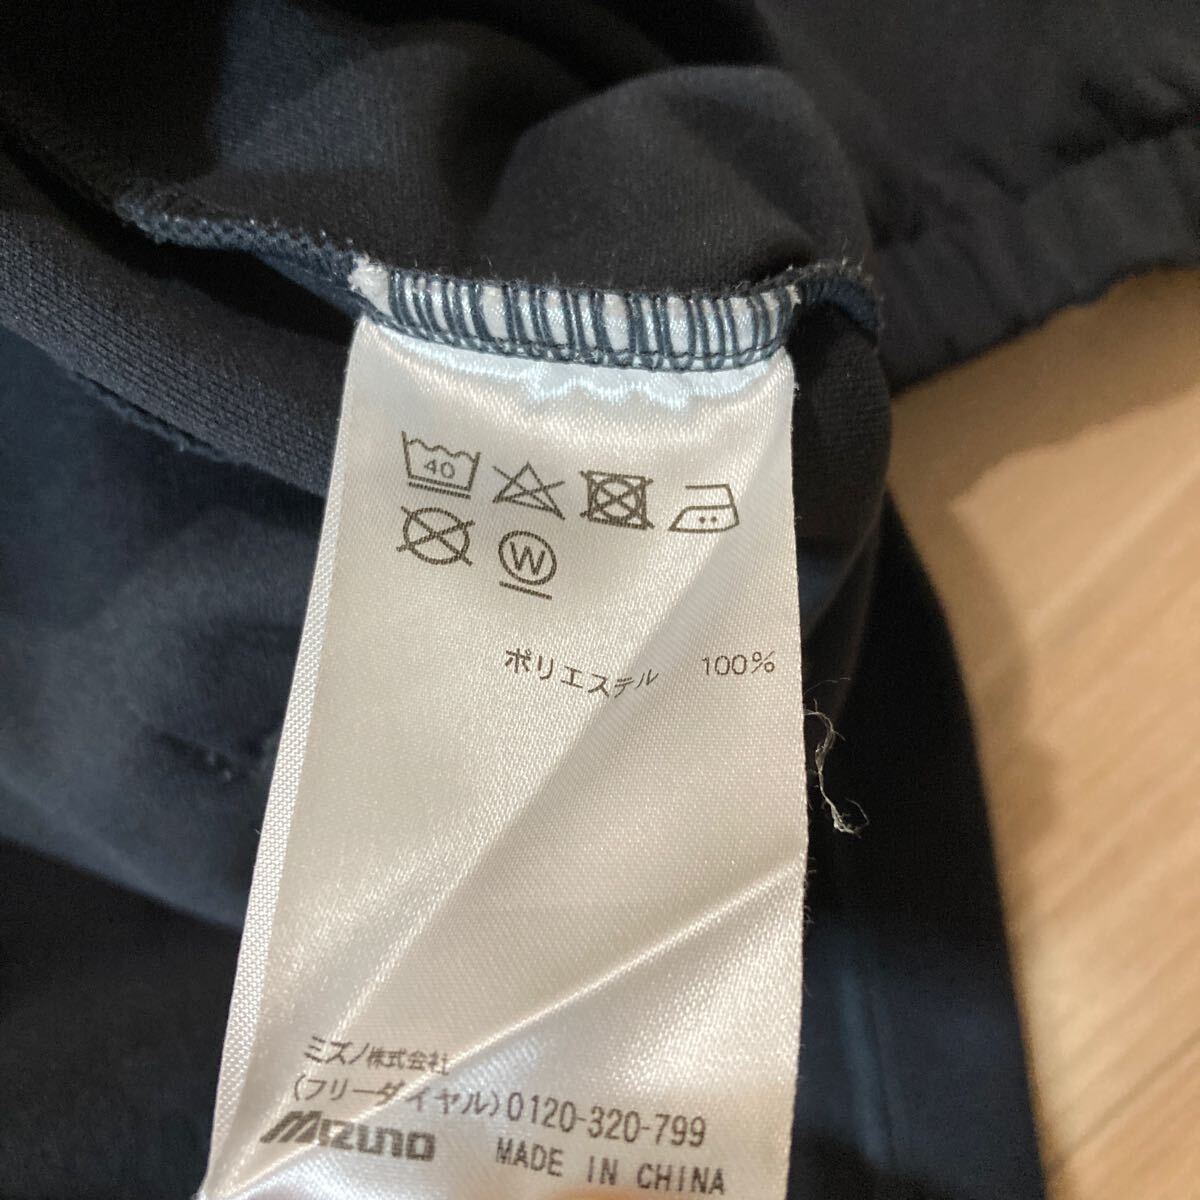 40
W
ポリエステル 100%
ミズノ株式会社
(フリーダイヤル)0120-320-799
MIZUNO MADE IN CHINA